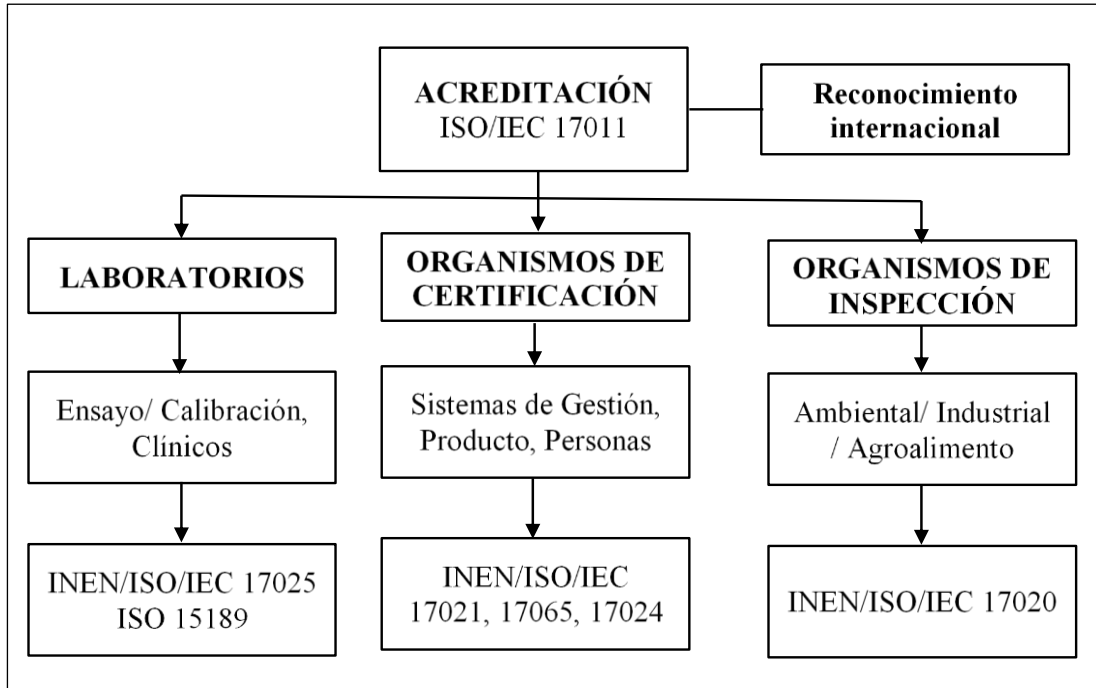 ACREDITACIÓN
ISO/IEC 17011
Reconocimiento
internacional
LABORATORIOS
ORGANISMOS DE
CERTIFICACIÓN
ORGANISMOS DE
INSPECCIÓN
Ensayo/ Calibración,
Clínicos
Sistemas de Gestión,
Producto, Personas
Ambiental/ Industrial
/ Agroalimento
INEN/ISO/IEC 17025
ISO 15189
INEN/ISO/IEC
17021, 17065, 17024
INEN/ISO/IEC 17020